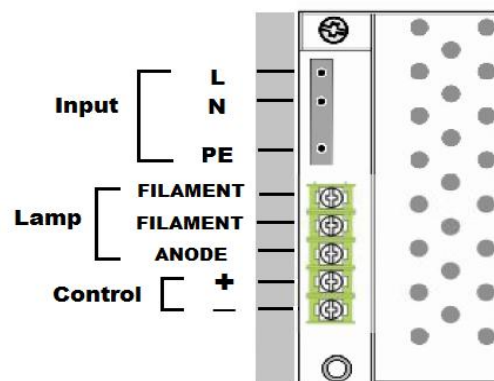 L
Input
N
PE
FILAMENT
Lamp
FILAMENT
ANODE
+
Control
—